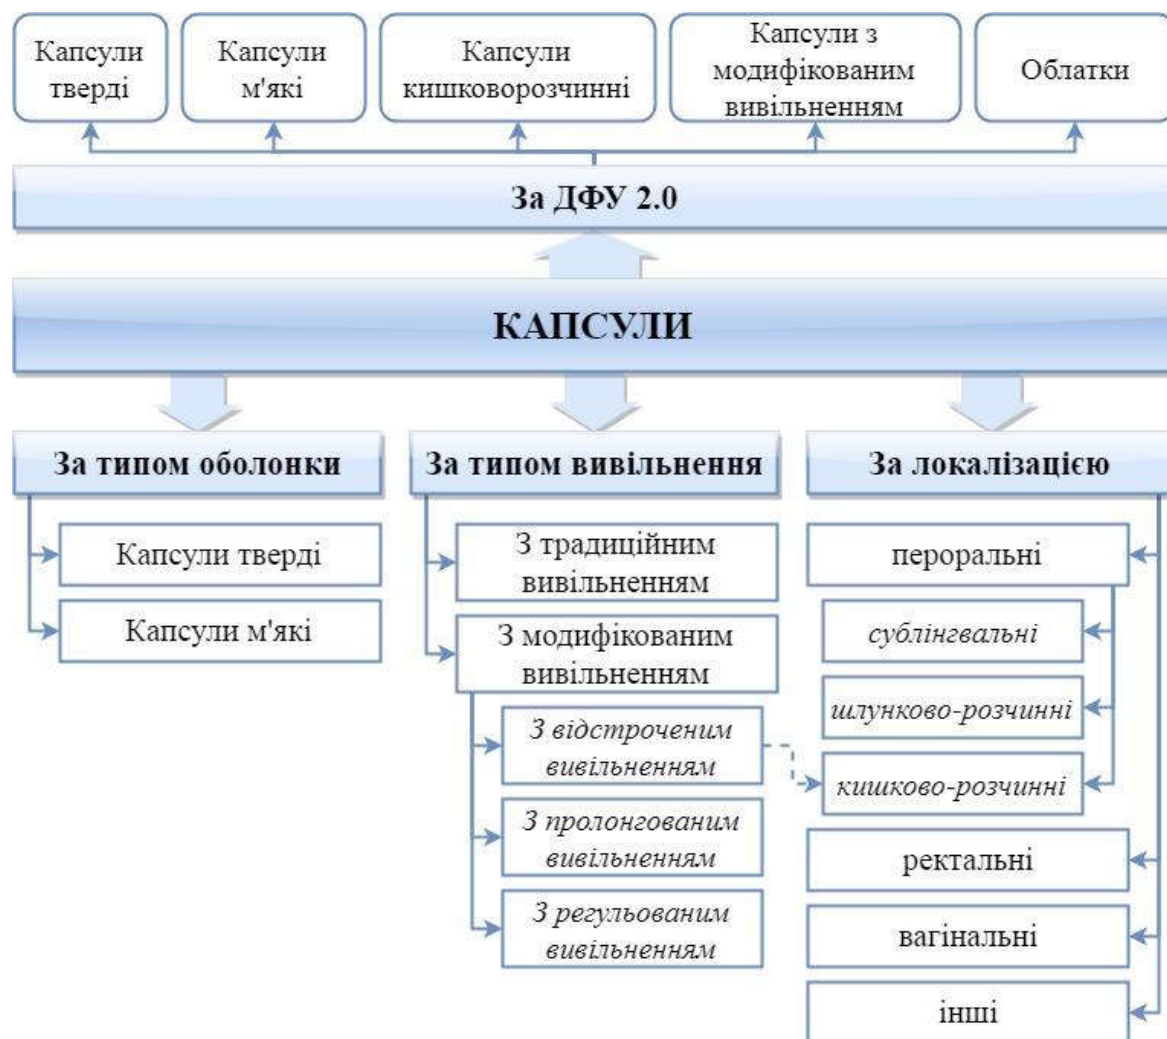 Капсули
тверді
Капсули
м'які
Капсули
кишковорозчинні
Капсули з
модифікованим
вивільненням
Облатки
За ДФУ 2.0
КАПСУЛИ
За типом оболонки
Капсули тверді
Капсули м'які
За типом вивільнення
З традиційним
вивільненням
З модифікованим
вивільненням
З відстроченим
вивільненням
З пролонгованим
вивільненням
З регульованим
вивільненням
За локалізацією
пероральні
сублінгвальні
шлунково-розчинні
кишково-розчинні
ректальні
вагінальні
інші